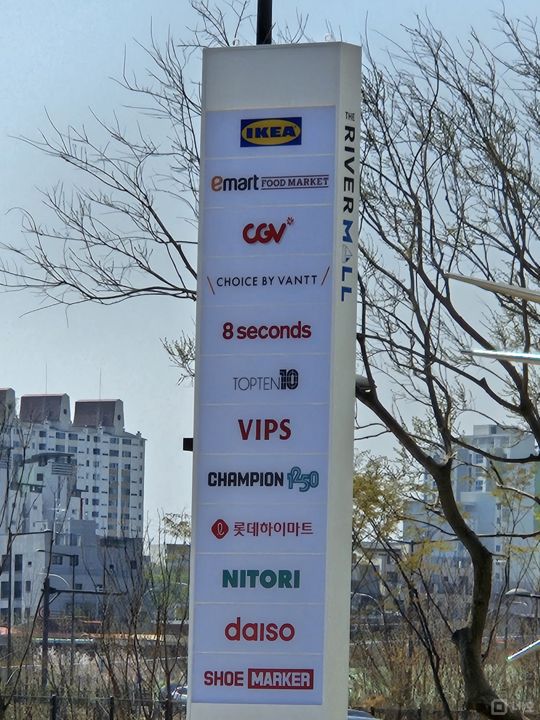 IKEA
emart FOOD MARKET
CGV
CHOICE BY VANTT
8 seconds
TOPTEN10
VIPS
CHAMPION 1250
롯데하이마트
NITORI
daiso
SHOE MARKER
THE RIVER MALL